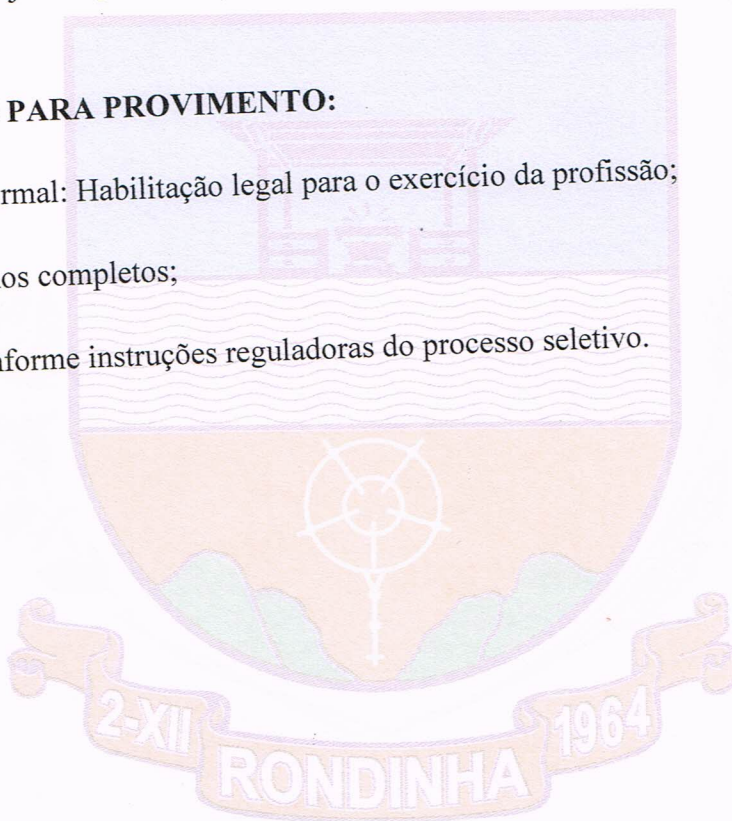 PARA PROVIMENTO:
rmal: Habilitação legal para o exercício da profissão;
os completos;
forme instruções reguladoras do processo seletivo.
2-XII
1964
RONDINHA